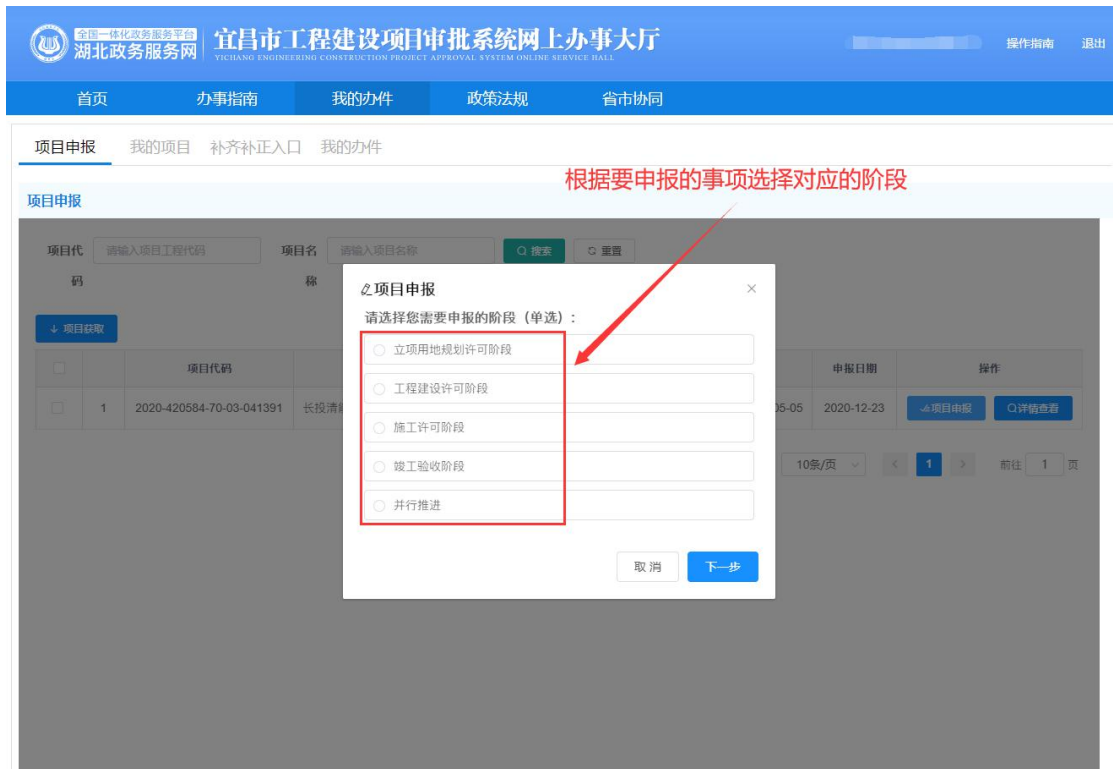 全国一体化政务服务平台
湖北政务服务网
宜昌市工程建设项目审批系统网上办事大厅
YICHANG ENGINEERING CONSTRUCTION PROJECT APPROVAL SYSTEM ONLINE SERVICE HALL
操作指南 退出
首页 办事指南 我的办件 政策法规 省市协同
项目申报 我的项目 补齐补正入口 我的办件
根据要申报的事项选择对应的阶段
项目申报
项目代码 请输入项目工程代码 项目名称 请输入项目名称 搜索 重置
项目获取
项目代码 申报日期 操作
1 2020-420584-70-03-041391 长投清 05-05 2020-12-23 项目申报 详情查看
10条/页 < 1 > 前往 1 页
项目申报 ×
请选择您需要申报的阶段（单选）：
立项用地规划许可阶段
工程建设许可阶段
施工许可阶段
竣工验收阶段
并行推进
取消 下一步